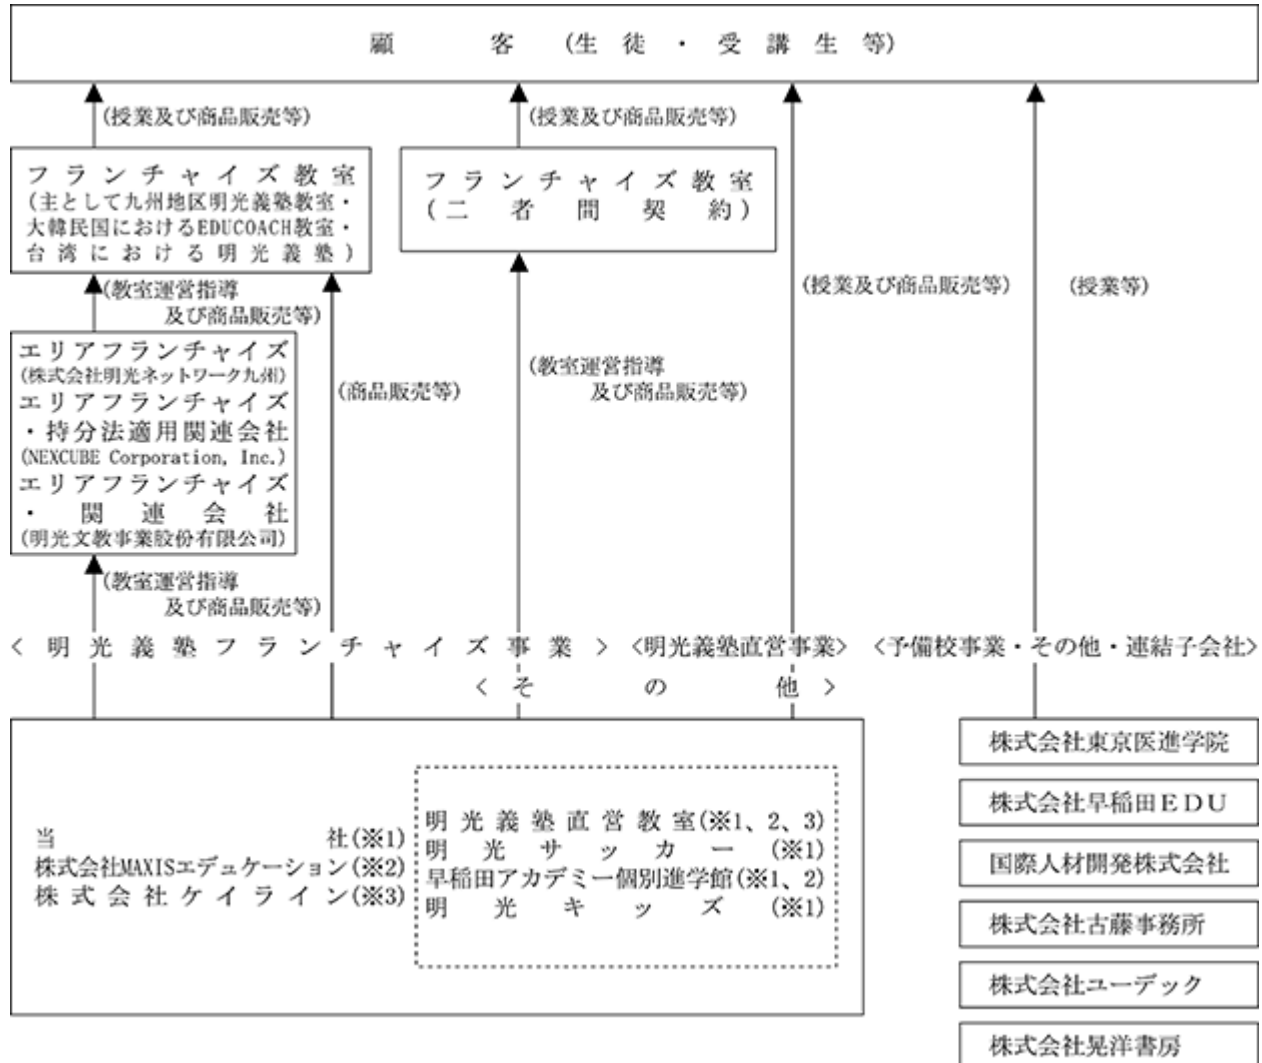 顧客(生徒・受講生等)
(授業及び商品販売等)
(授業及び商品販売等)
フランチャイズ教室
(主として九州地区明光義塾教室・
大韓民国におけるEDUCOACH教室・
台湾における明光義塾)
フランチャイズ教室
(二者間契約)
(授業及び商品販売等)
(授業等)
(教室運営指導
及び商品販売等)
エリアフランチャイズ
(株式会社明光ネットワーク九州)
エリアフランチャイズ
・持分法適用関連会社
(NEXCUBE Corporation, Inc.)
エリアフランチャイズ
・関連会社
(明光文教事業股份有限公司)
(商品販売等)
(教室運営指導
及び商品販売等)
(教室運営指導
及び商品販売等)
<明光義塾フランチャイズ事業>
<明光義塾直営事業>
<予備校事業・その他・連結子会社>
<その他>
当社(※1)
株式会社MAXISエデュケーション(※2)
株式会社ケイライン(※3)
明光義塾直営教室(※1、2、3)
明光サッカー(※1)
早稲田アカデミー個別進学館(※1、2)
明光キッズ(※1)
株式会社東京医進学院
株式会社早稲田EDU
国際人材開発株式会社
株式会社古藤事務所
株式会社ユーデック
株式会社晃洋書房